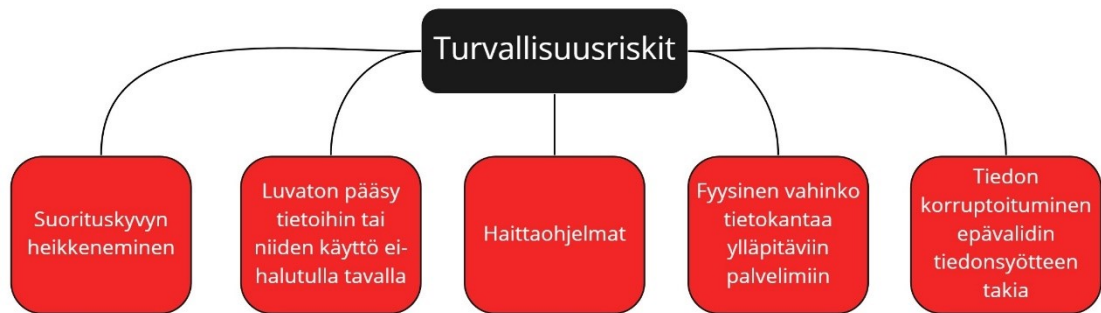 Turvallisuusriskit
Suorituskyvyn
heikkeneminen
Luvaton pääsy
tietoihin tai
niiden käyttö ei-
halutulla tavalla
Haittaohjelmat
Fyysinen vahinko
tietokantaa
ylläpitäviin
palvelimiin
Tiedon
korruptoituminen
epävalidin
tiedonsyötteen
takia